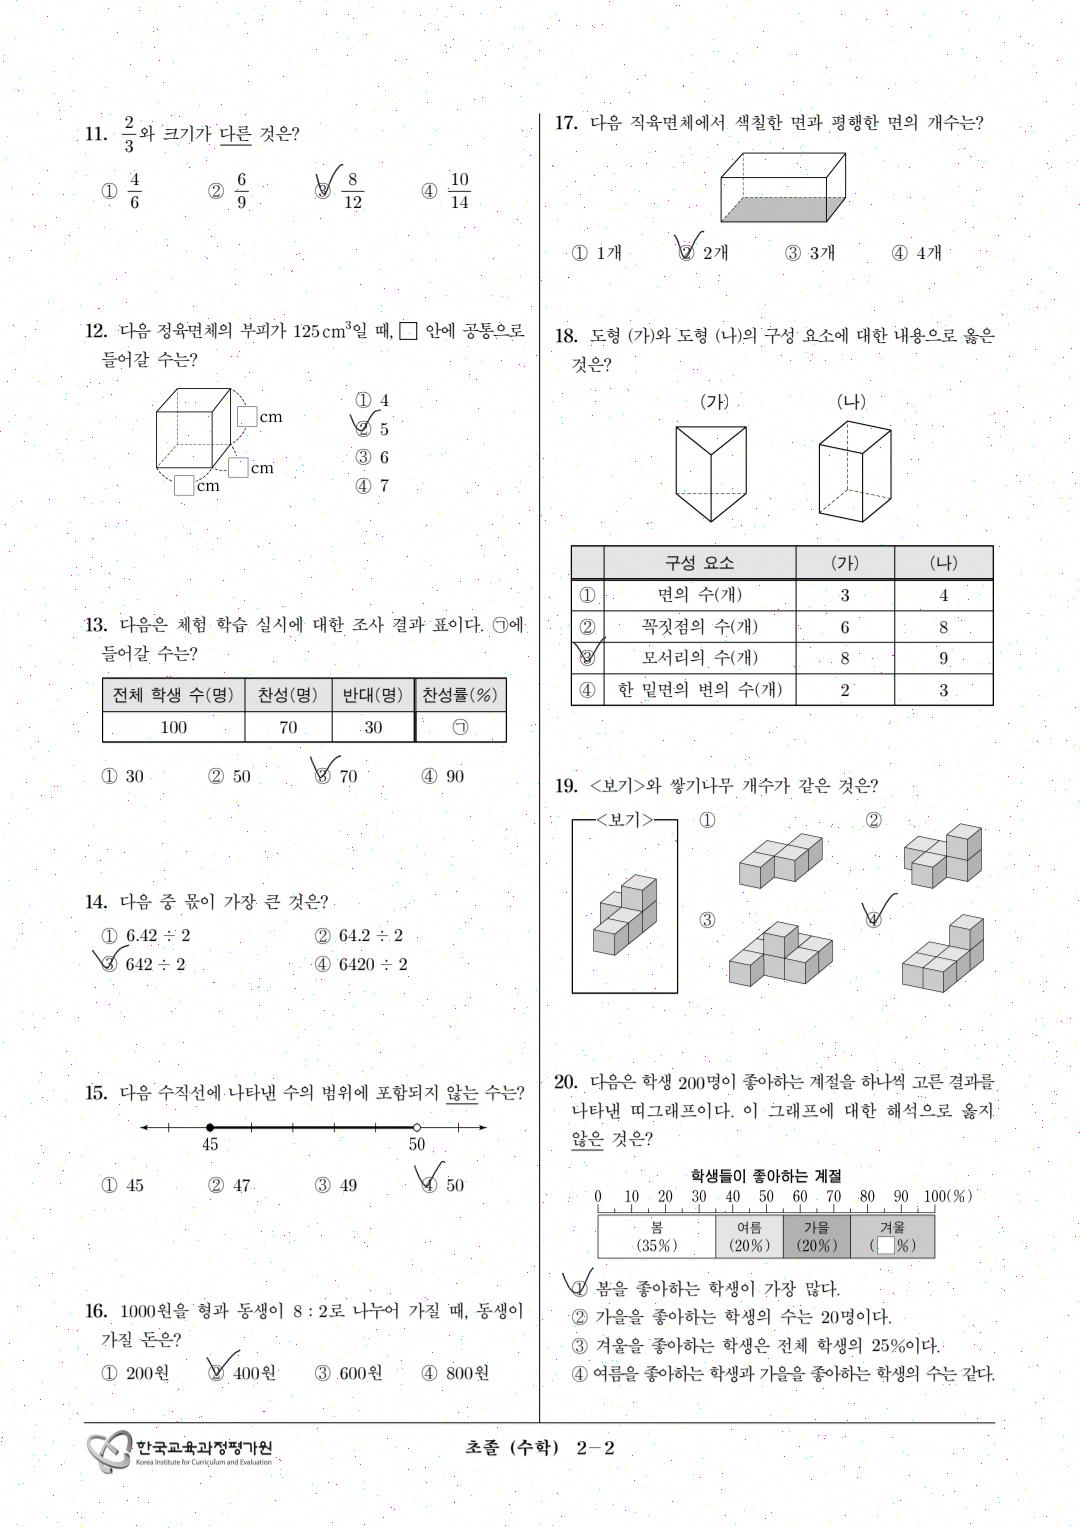 11. 2/3와 크기가 다른 것은?
① 4/6 ② 6/9 ③ 8/12 ④ 10/14
12. 다음 정육면체의 부피가 125 cm³일 때, □ 안에 공통으로
들어갈 수는?
□ cm
□ cm
□ cm
① 4
② 5
③ 6
④ 7
13. 다음은 체험 학습 실시에 대한 조사 결과 표이다. ㉠에
들어갈 수는?
전체 학생 수(명) 찬성(명) 반대(명) 찬성률(%)
100 70 30 ㉠
① 30 ② 50 ③ 70 ④ 90
14. 다음 중 몫이 가장 큰 것은?
① 6.42 ÷ 2 ② 64.2 ÷ 2
③ 642 ÷ 2 ④ 6420 ÷ 2
15. 다음 수직선에 나타낸 수의 범위에 포함되지 않는 수는?
45 50
① 45 ② 47 ③ 49 ④ 50
16. 1000원을 형과 동생이 8 : 2로 나누어 가질 때, 동생이
가질 돈은?
① 200원 ② 400원 ③ 600원 ④ 800원
17. 다음 직육면체에서 색칠한 면과 평행한 면의 개수는?
① 1개 ② 2개 ③ 3개 ④ 4개
18. 도형 (가)와 도형 (나)의 구성 요소에 대한 내용으로 옳은
것은?
(가) (나)
구성 요소 (가) (나)
① 면의 수(개) 3 4
② 꼭짓점의 수(개) 6 8
③ 모서리의 수(개) 8 9
④ 한 밑면의 변의 수(개) 2 3
19. <보기>와 쌓기나무 개수가 같은 것은?
<보기> ① ②
③ ④
20. 다음은 학생 200명이 좋아하는 계절을 하나씩 고른 결과를
나타낸 띠그래프이다. 이 그래프에 대한 해석으로 옳지
않은 것은?
학생들이 좋아하는 계절
0 10 20 30 40 50 60 70 80 90 100(%)
봄 여름 가을 겨울
(35%) (20%) (20%) (□%)
① 봄을 좋아하는 학생이 가장 많다.
② 가을을 좋아하는 학생의 수는 20명이다.
③ 겨울을 좋아하는 학생은 전체 학생의 25%이다.
④ 여름을 좋아하는 학생과 가을을 좋아하는 학생의 수는 같다.
한국교육과정평가원
Korea Institute for Curriculum and Evaluation
초졸 (수학) 2-2